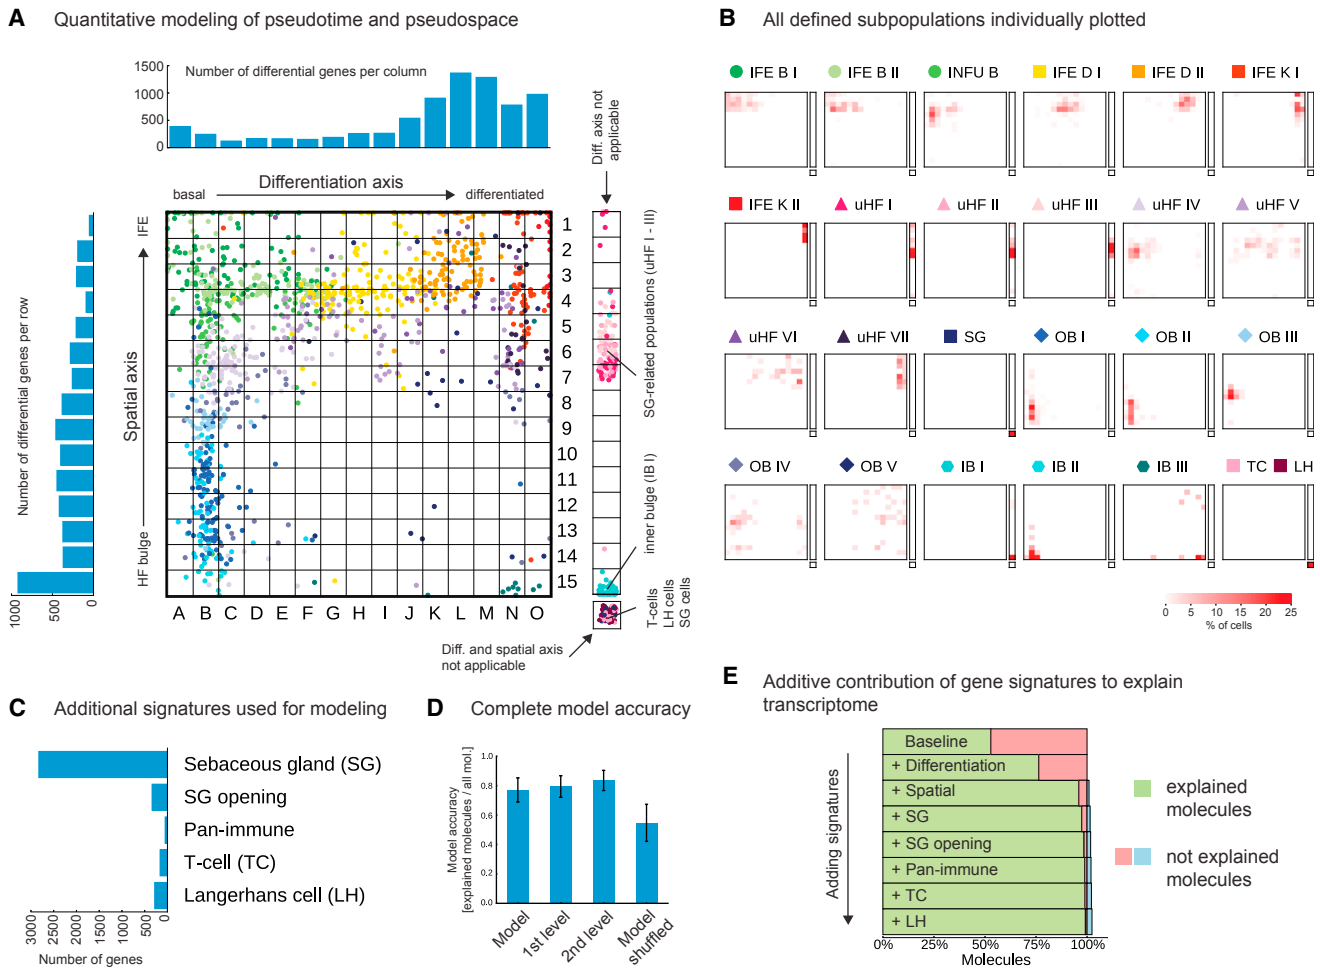 A Quantitative modeling of pseudotime and pseudospace
1500
1000
500
0
Number of differential genes per column
Diff. axis not
applicable
basal
Differentiation axis
differentiated
Number of differential genes per row
1000
500
0
IFE
Spatial axis
HF bulge
1
2
3
4
5
6
7
8
9
10
11
12
13
14
15
A B C D E F G H I J K L M N O
SG-related populations (uHF I - III)
inner bulge (IB I)
T-cells
LH cells
SG cells
Diff. and spatial axis
not applicable
B All defined subpopulations individually plotted
IFE B I IFE B II INFU B IFE D I IFE D II IFE K I
IFE K II uHF I uHF II uHF III uHF IV uHF V
uHF VI uHF VII SG OB I OB II OB III
OB IV OB V IB I IB II IB III TC LH
0 5 10 15 20 25
% of cells
C Additional signatures used for modeling
Sebaceous gland (SG)
SG opening
Pan-immune
T-cell (TC)
Langerhans cell (LH)
3000 2500 2000 1500 1000 500 0
Number of genes
D Complete model accuracy
Model accuracy
[explained molecules / alll mol.]
1.0
0.8
0.6
0.4
0.2
0.0
Model
1st level
2nd level
Model
shuffled
E Additive contribution of gene signatures to explain
transcriptome
Adding signatures
Baseline
+ Differentiation
+ Spatial
+ SG
+ SG opening
+ Pan-immune
+ TC
+ LH
0% 25% 50% 75% 100%
Molecules
explained
molecules
not explained
molecules